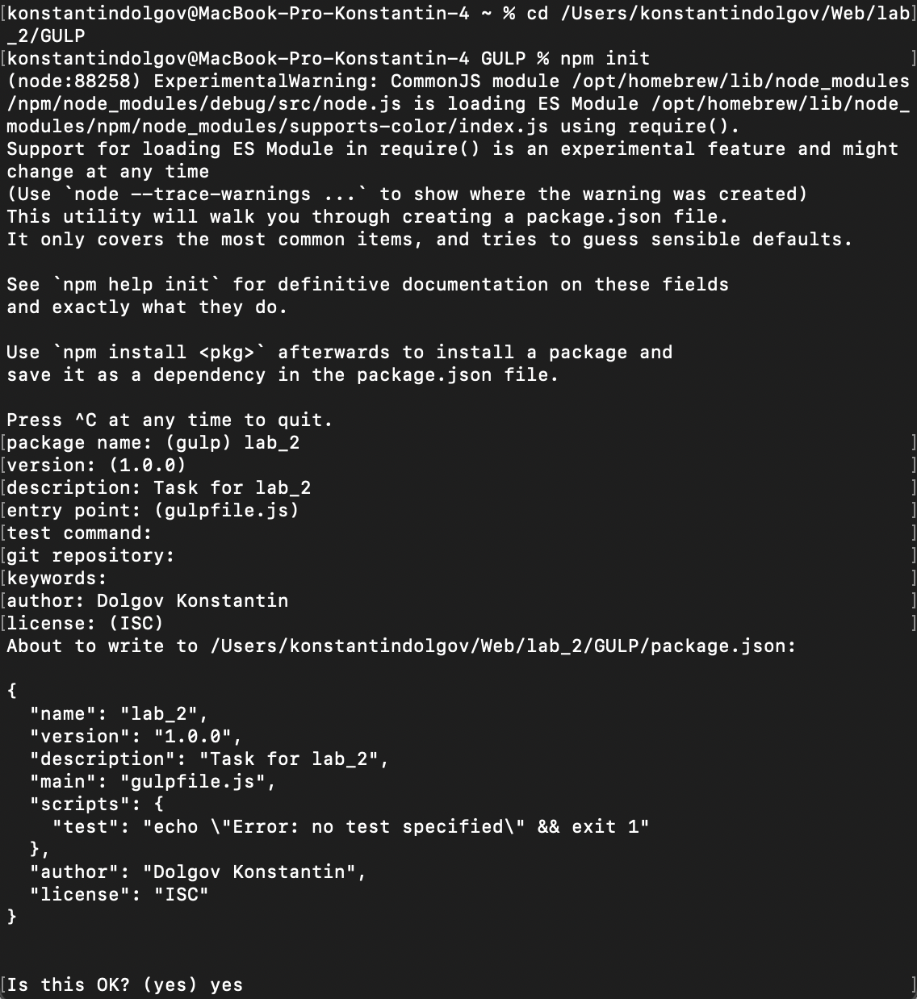 [konstantindolgov@MacBook-Pro-Konstantin-4 ~ % cd /Users/konstantindolgov/Web/lab]
_2/GULP
[konstantindolgov@MacBook-Pro-Konstantin-4 GULP % npm init ]
(node:88258) ExperimentalWarning: CommonJS module /opt/homebrew/lib/node_modules
/npm/node_modules/debug/src/node.js is loading ES Module /opt/homebrew/lib/node_
modules/npm/node_modules/supports-color/index.js using require().
Support for loading ES Module in require() is an experimental feature and might
change at any time
(Use `node --trace-warnings ...` to show where the warning was created)
This utility will walk you through creating a package.json file.
It only covers the most common items, and tries to guess sensible defaults.

See `npm help init` for definitive documentation on these fields
and exactly what they do.

Use `npm install <pkg>` afterwards to install a package and
save it as a dependency in the package.json file.

Press ^C at any time to quit.
[package name: (gulp) lab_2 ]
[version: (1.0.0) ]
[description: Task for lab_2 ]
[entry point: (gulpfile.js) ]
[test command: ]
[git repository: ]
[keywords: ]
[author: Dolgov Konstantin ]
[license: (ISC) ]
About to write to /Users/konstantindolgov/Web/lab_2/GULP/package.json:

{
  "name": "lab_2",
  "version": "1.0.0",
  "description": "Task for lab_2",
  "main": "gulpfile.js",
  "scripts": {
    "test": "echo \"Error: no test specified\" && exit 1"
  },
  "author": "Dolgov Konstantin",
  "license": "ISC"
}

[Is this OK? (yes) yes ]